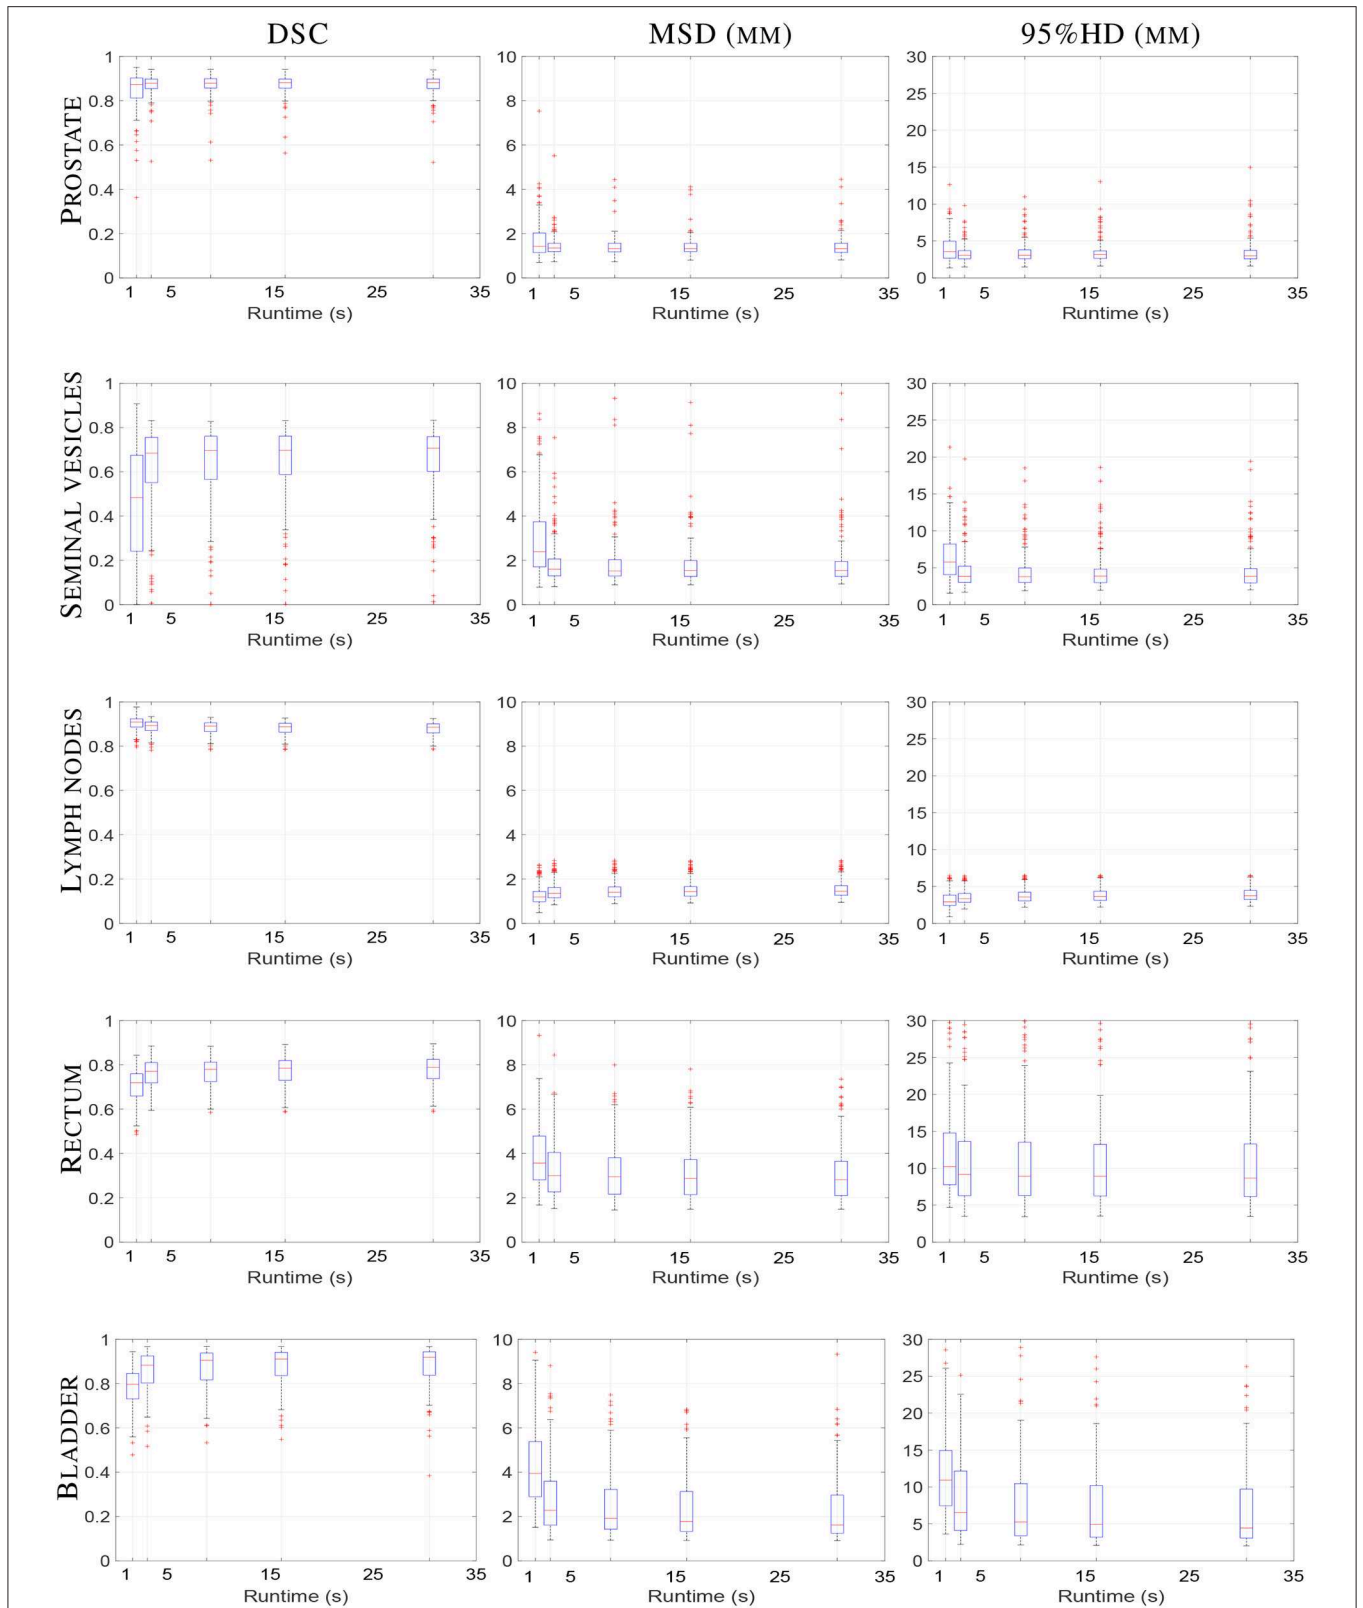 DSC MSD (MM) 95%HD (MM)
PROSTATE
1 0.8 0.6 0.4 0.2 0
10 8 6 4 2 0
30 25 20 15 10 5 0
1 5 15 25 35 1 5 15 25 35 1 5 15 25 35
Runtime (s) Runtime (s) Runtime (s)
SEMINAL VESICLES
1 0.8 0.6 0.4 0.2 0
10 8 6 4 2 0
30 25 20 15 10 5 0
1 5 15 25 35 1 5 15 25 35 1 5 15 25 35
Runtime (s) Runtime (s) Runtime (s)
LYMPH NODES
1 0.8 0.6 0.4 0.2 0
10 8 6 4 2 0
30 25 20 15 10 5 0
1 5 15 25 35 1 5 15 25 35 1 5 15 25 35
Runtime (s) Runtime (s) Runtime (s)
RECTUM
1 0.8 0.6 0.4 0.2 0
10 8 6 4 2 0
30 25 20 15 10 5 0
1 5 15 25 35 1 5 15 25 35 1 5 15 25 35
Runtime (s) Runtime (s) Runtime (s)
BLADDER
1 0.8 0.6 0.4 0.2 0
10 8 6 4 2 0
30 25 20 15 10 5 0
1 5 15 25 35 1 5 15 25 35 1 5 15 25 35
Runtime (s) Runtime (s) Runtime (s)